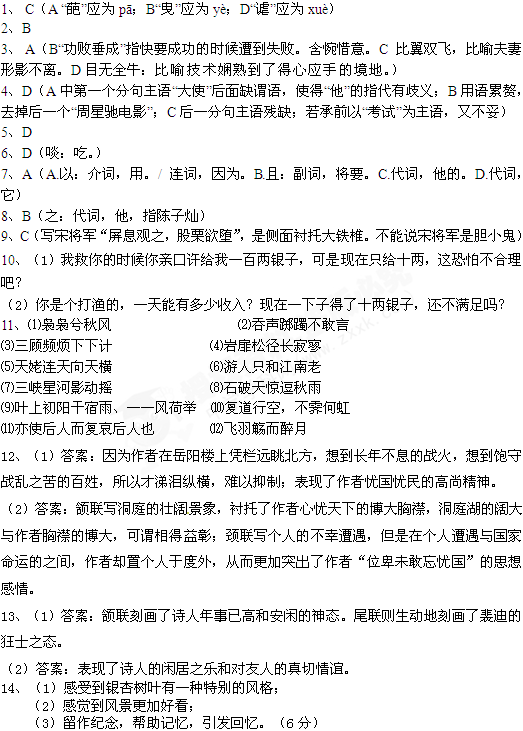 1、 C（A “葩”应为 pā；B“曳”应为 yè；D“谑”应为 xuè）
2、 B
3、 A（B“功败垂成”指快要成功的时候遭到失败。含惋惜意。C 比翼双飞，比喻夫妻
形影不离。D 目无全牛：比喻技术娴熟到了得心应手的境地。）
4、D（A 中第一个分句主语“大使”后面缺谓语，使得“他”的指代有歧义；B 用语累赘，
去掉后一个“周星驰电影”；C 后一分句主语残缺；若承前以“考试”为主语，又不妥）
5、D
6、D（啖：吃。）
7、A（A.以：介词，用。/ 连词，因为。B.且：副词，将要。C.代词，他的。D.代词，
它）
8、B（之：代词，他，指陈子灿）
9、C（写宋将军“屏息观之，股栗欲堕”，是侧面衬托大铁椎。不能说宋将军是胆小鬼）
10、（1）我救你的时候你亲口许给我一百两银子，可是现在只给十两，这恐怕不合理
吧？
（2）你是个打渔的，一天能有多少收入？现在一下子得了十两银子，还不满足吗？
11、⑴袅袅兮秋风 ⑵吞声踯躅不敢言
⑶三顾频烦下下计 ⑷岩扉松径长寂寥
⑸天姥连天向天横 ⑹游人只和江南老
⑺三峡星河影动摇 ⑻石破天惊逗秋雨
⑼叶上初阳干宿雨、一一风荷举 ⑽复道行空，不霁何虹
⑾亦使后人而复哀后人也 ⑿飞羽觞而醉月
12、（1）答案：因为作者在岳阳楼上凭栏远眺北方，想到长年不息的战火，想到饱守
战乱之苦的百姓，所以才涕泪纵横，难以抑制；表现了作者忧国忧民的高尚精神。
（2）答案：颔联写洞庭的壮阔景象，衬托了作者心忧天下的博大胸襟，洞庭湖的阔大
与作者胸襟的博大，可谓相得益彰；颈联写个人的不幸遭遇，但是在个人遭遇与国家
命运的之间，作者却置个人于度外，从而更加突出了作者“位卑未敢忘忧国”的思想
感情。
13、（1）答案：颔联刻画了诗人年事已高和安闲的神态。尾联则生动地刻画了裴迪的
狂士之态。
（2）答案：表现了诗人的闲居之乐和对友人的真切情谊。
14、（1）感受到银杏树叶有一种特别的风格；
（2）感觉到风景更加好看；
（3）留作纪念，帮助记忆，引发回忆。（6 分）